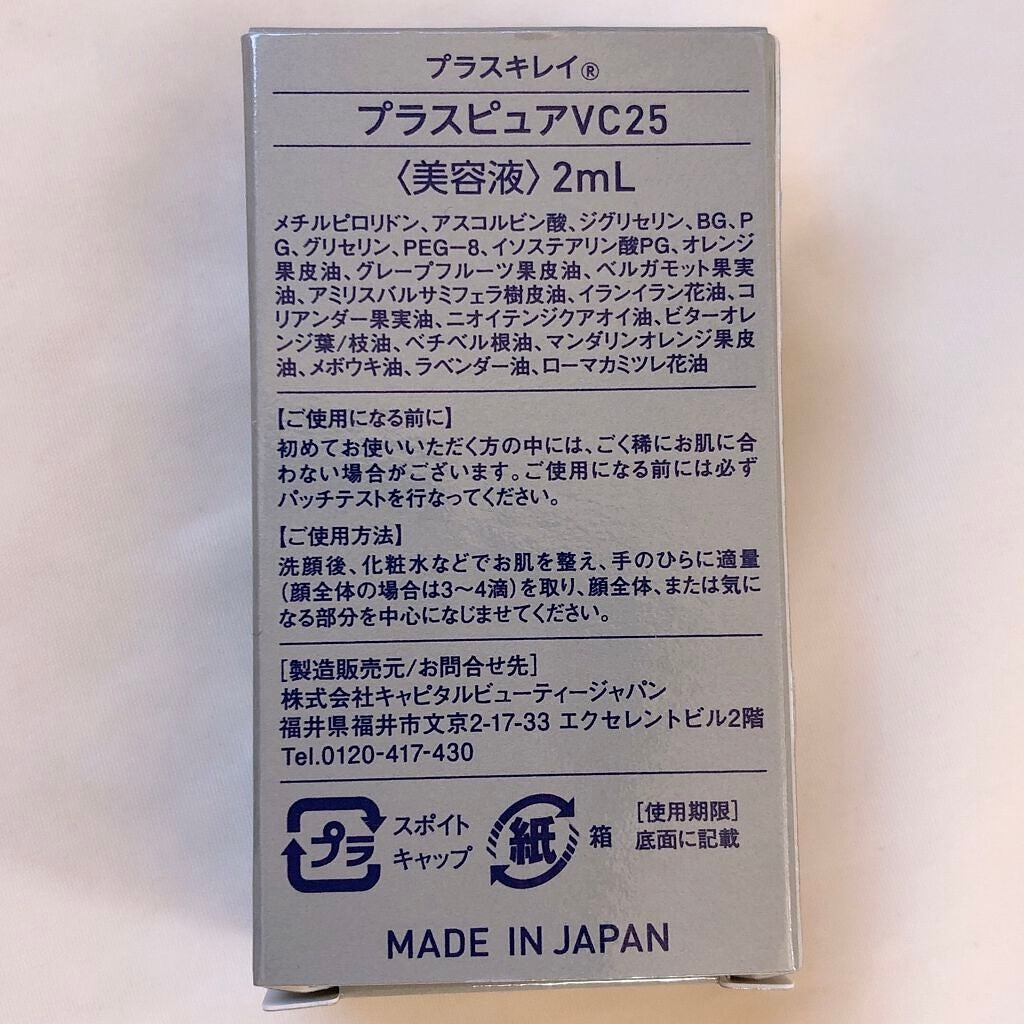 プラスキレイ®
プラスピュアVC25
〈美容液〉2mL
メチルピロリドン、アスコルビン酸、ジグリセリン、BG、P
G、グリセリン、PEGー8、イソステアリン酸PG、オレンジ
果皮油、グレープフルーツ果皮油、ベルガモット果実
油、アミリスバルサミフェラ樹皮油、イランイラン花油、コ
リアンダー果実油、ニオイテンジクアオイ油、ビターオレ
ンジ葉/枝油、ベチベル根油、マンダリンオレンジ果皮
油、メボウキ油、ラベンダー油、ローマカミツレ花油
【ご使用になる前に】
初めてお使いいただく方の中には、ごく稀にお肌に合
わない場合がございます。ご使用になる前には必ず
パッチテストを行なってください。
【ご使用方法】
洗顔後、化粧水などでお肌を整え、手のひらに適量
(顔全体の場合は3〜4滴)を取り、顔全体、または気に
なる部分を中心になじませてください。
[製造販売元/お問合せ先]
株式会社キャピタルビューティージャパン
福井県福井市文京2-17-33 エクセレントビル2階
Tel.0120-417-430
プラ スポイト
キャップ
紙 箱
[使用期限]
底面に記載
MADE IN JAPAN